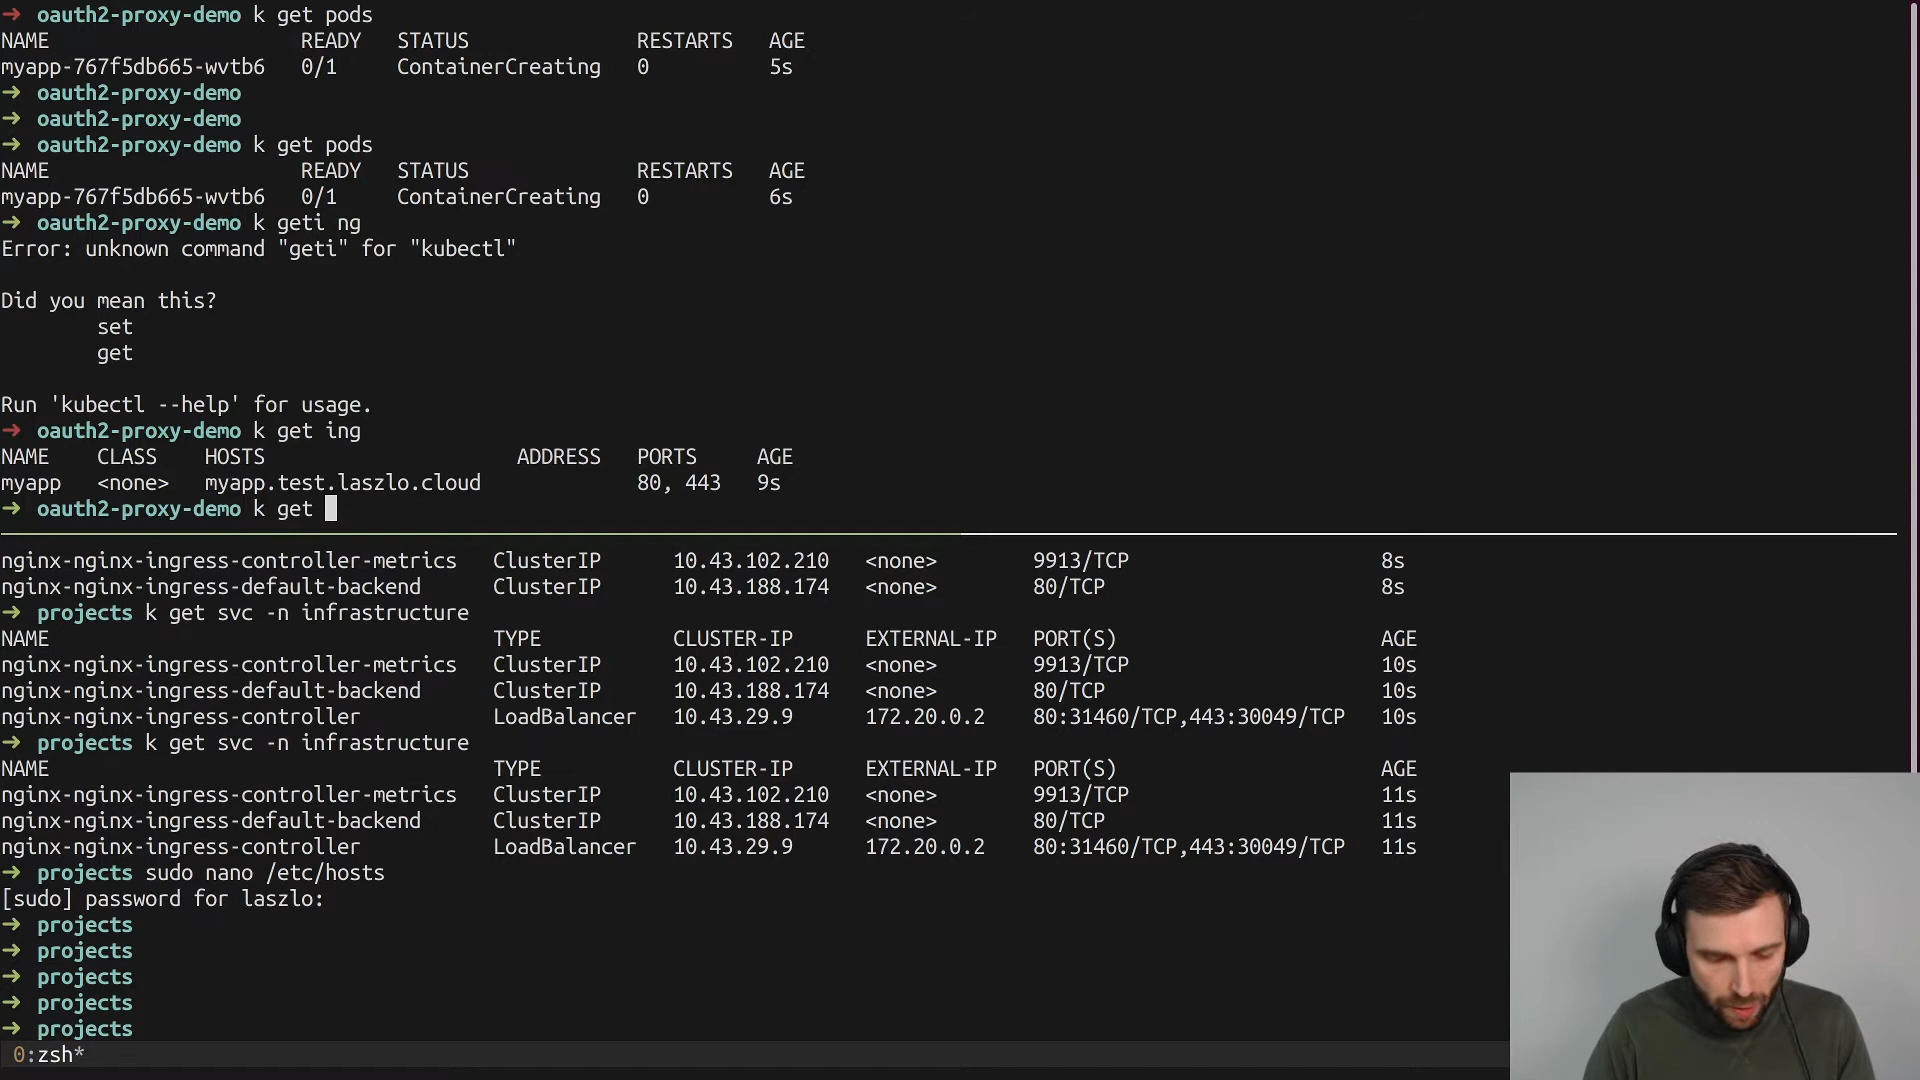 → oauth2-proxy-demo k get pods
NAME READY STATUS RESTARTS AGE
myapp-767f5db665-wvtb6 0/1 ContainerCreating 0 5s
→ oauth2-proxy-demo
→ oauth2-proxy-demo
→ oauth2-proxy-demo k get pods
NAME READY STATUS RESTARTS AGE
myapp-767f5db665-wvtb6 0/1 ContainerCreating 0 6s
→ oauth2-proxy-demo k geti ng
Error: unknown command "geti" for "kubectl"
Did you mean this?
set
get
Run 'kubectl --help' for usage.
→ oauth2-proxy-demo k get ing
NAME CLASS HOSTS ADDRESS PORTS AGE
myapp <none> myapp.test.laszlo.cloud 80, 443 9s
→ oauth2-proxy-demo k get
nginx-nginx-ingress-controller-metrics ClusterIP 10.43.102.210 <none> 9913/TCP 8s
nginx-nginx-ingress-default-backend ClusterIP 10.43.188.174 <none> 80/TCP 8s
→ projects k get svc -n infrastructure
NAME TYPE CLUSTER-IP EXTERNAL-IP PORT(S) AGE
nginx-nginx-ingress-controller-metrics ClusterIP 10.43.102.210 <none> 9913/TCP 10s
nginx-nginx-ingress-default-backend ClusterIP 10.43.188.174 <none> 80/TCP 10s
nginx-nginx-ingress-controller LoadBalancer 10.43.29.9 172.20.0.2 80:31460/TCP,443:30049/TCP 10s
→ projects k get svc -n infrastructure
NAME TYPE CLUSTER-IP EXTERNAL-IP PORT(S) AGE
nginx-nginx-ingress-controller-metrics ClusterIP 10.43.102.210 <none> 9913/TCP 11s
nginx-nginx-ingress-default-backend ClusterIP 10.43.188.174 <none> 80/TCP 11s
nginx-nginx-ingress-controller LoadBalancer 10.43.29.9 172.20.0.2 80:31460/TCP,443:30049/TCP 11s
→ projects sudo nano /etc/hosts
[sudo] password for laszlo:
→ projects
→ projects
→ projects
→ projects
→ projects
0:zsh*